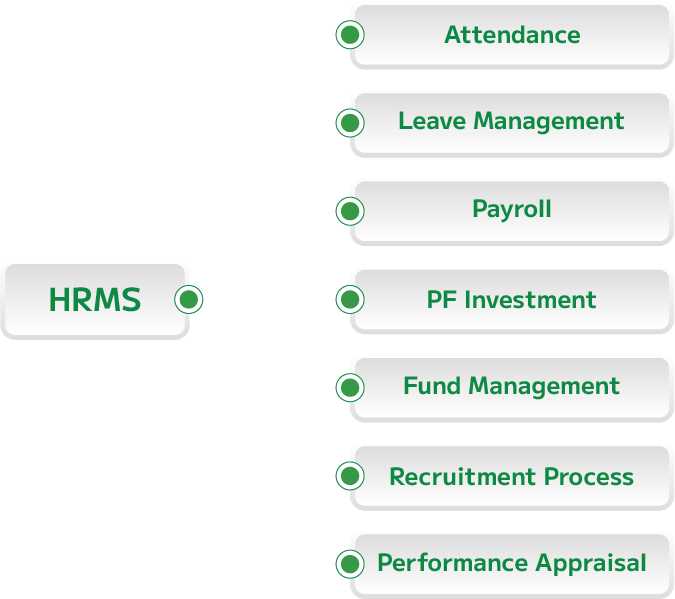 Attendance
Leave Management
Payroll
HRMS
PF Investment
Fund Management
Recruitment Process
Performance Appraisal